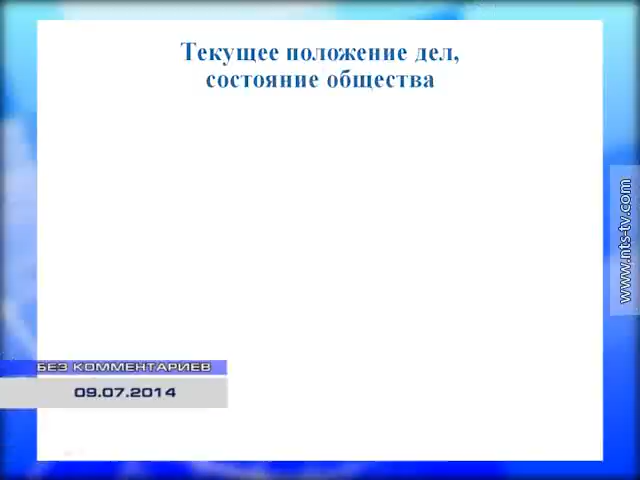 Текущее положение дел,
состояние общества
www.nts-tv.com
БЕЗ КОММЕНТАРИЕВ
09.07.2014